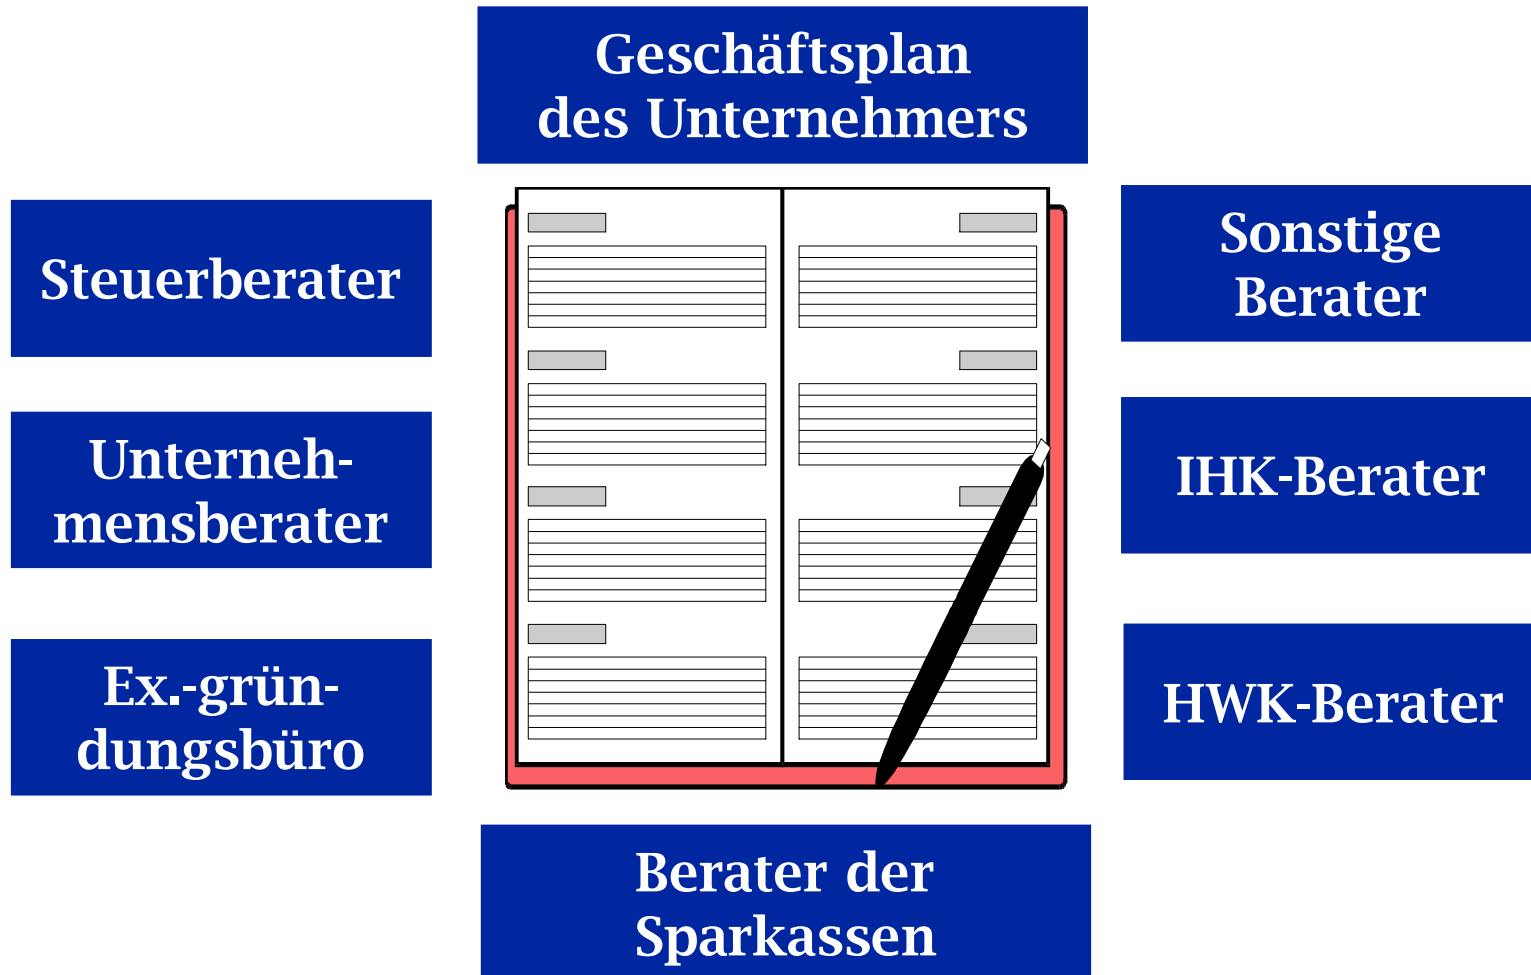 Geschäftsplan
des Unternehmers
Steuerberater
Sonstige
Berater
Unterneh-
mensberater
IHK-Berater
Ex.-grün-
dungsbüro
HWK-Berater
Berater der
Sparkassen